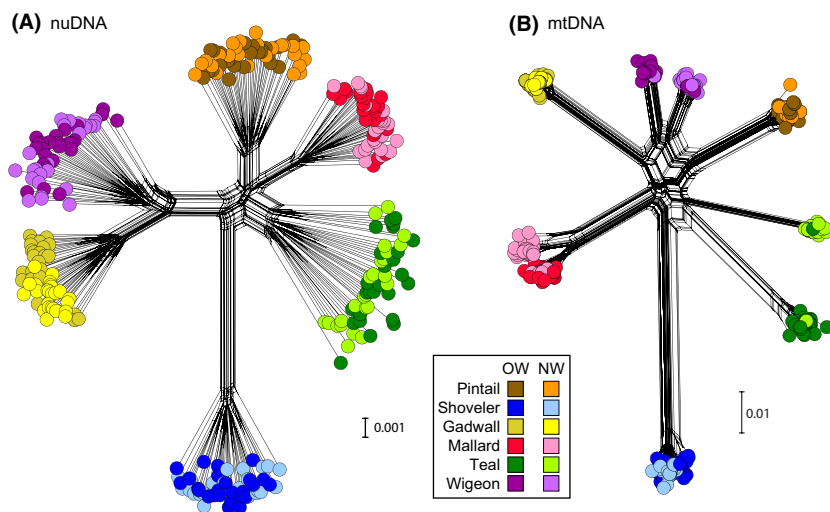 (A) nuDNA
(B) mtDNA
0.001
0.01
OW NW
Pintail
Shoveler
Gadwall
Mallard
Teal
Wigeon